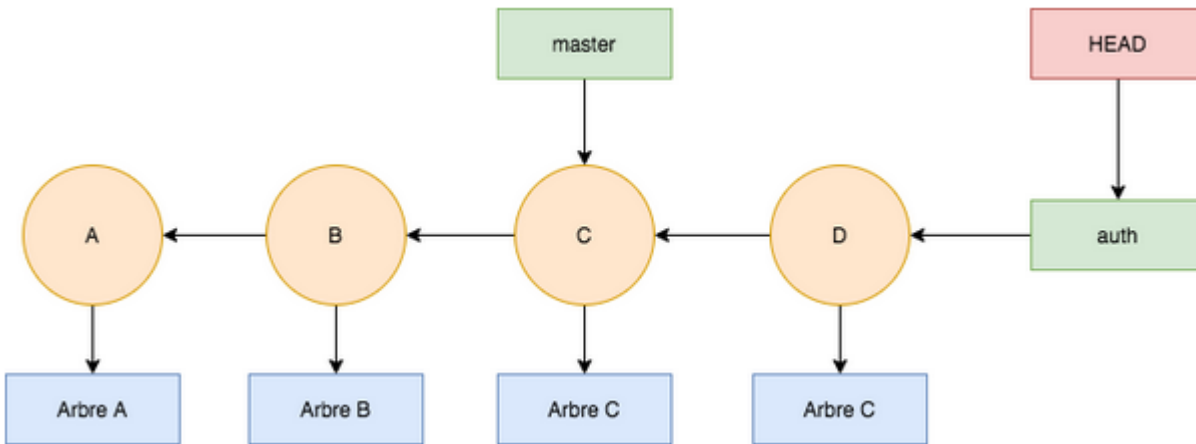 master
HEAD
A
B
C
D
auth
Arbre A
Arbre B
Arbre C
Arbre C